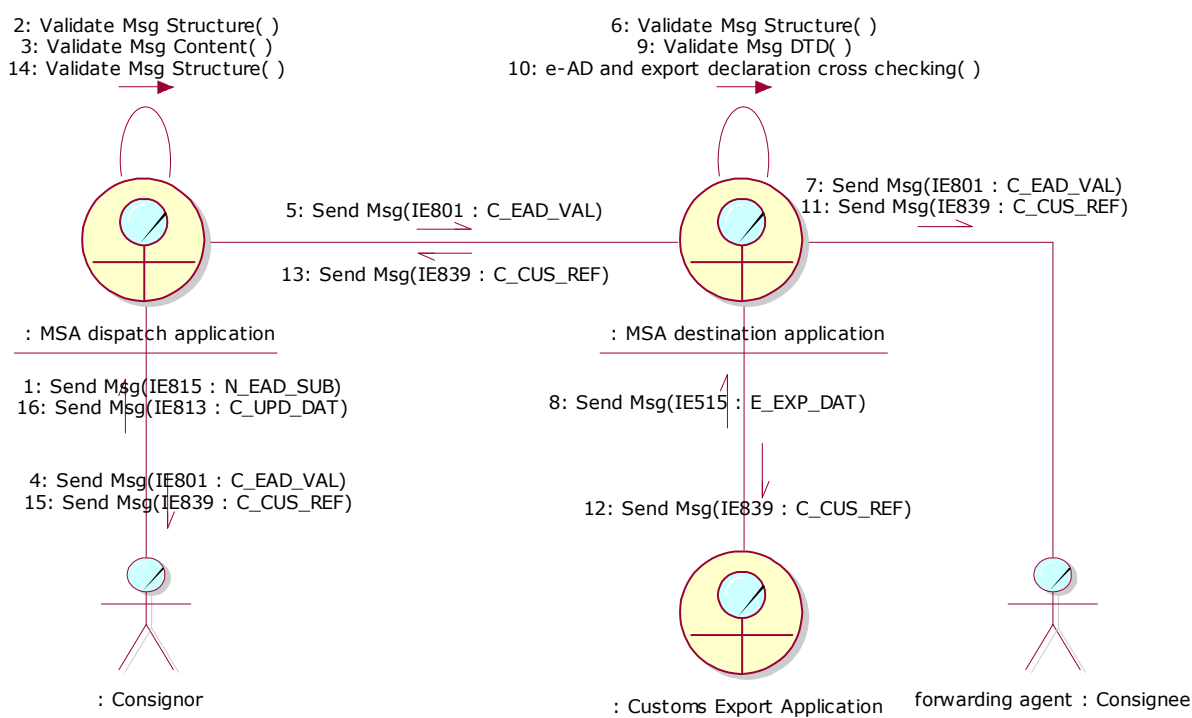 2: Validate Msg Structure( )
3: Validate Msg Content( )
14: Validate Msg Structure( )
6: Validate Msg Structure( )
9: Validate Msg DTD( )
10: e-AD and export declaration cross checking( )
5: Send Msg(IE801 : C_EAD_VAL)
13: Send Msg(IE839 : C_CUS_REF)
7: Send Msg(IE801 : C_EAD_VAL)
11: Send Msg(IE839 : C_CUS_REF)
: MSA dispatch application
: MSA destination application
1: Send Msg(IE815 : N_EAD_SUB)
16: Send Msg(IE813 : C_UPD_DAT)
8: Send Msg(IE515 : E_EXP_DAT)
4: Send Msg(IE801 : C_EAD_VAL)
15: Send Msg(IE839 : C_CUS_REF)
12: Send Msg(IE839 : C_CUS_REF)
: Consignor
: Customs Export Application
forwarding agent : Consignee